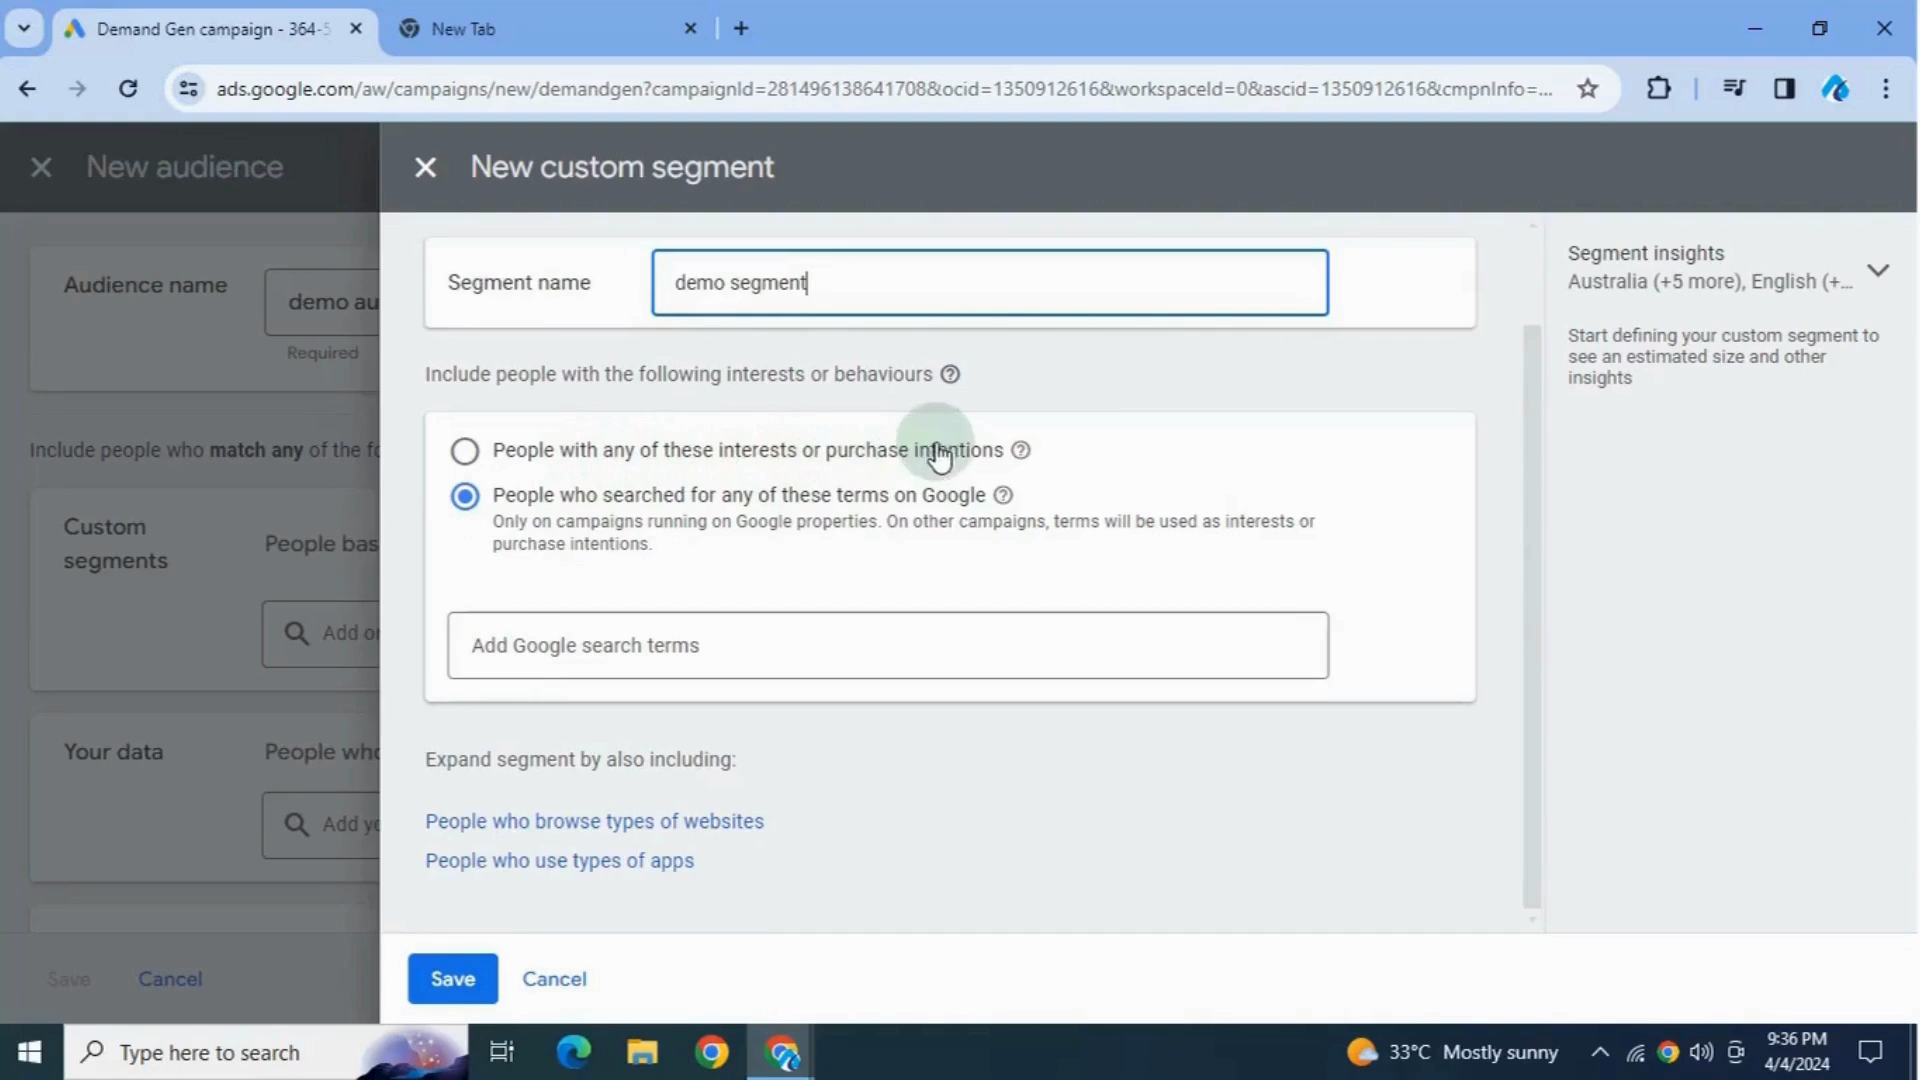 Demand Gen campaign - 364-5
New Tab
ads.google.com/aw/campaigns/new/demandgen?campaignId=281496138641708&ocid=1350912616&workspaceId=0&ascid=1350912616&cmpnInfo=...
New audience
New custom segment
Audience name
demo au
Required
Include people who match any of the fo
Custom segments
People bas
Add or
Your data
People who
Add yo
Save
Cancel
Segment name
demo segment
Include people with the following interests or behaviours
People with any of these interests or purchase intentions
People who searched for any of these terms on Google
Only on campaigns running on Google properties. On other campaigns, terms will be used as interests or
purchase intentions.
Add Google search terms
Expand segment by also including:
People who browse types of websites
People who use types of apps
Save
Cancel
Segment insights
Australia (+5 more), English (+...
Start defining your custom segment to
see an estimated size and other
insights
Type here to search
33°C Mostly sunny
9:36 PM
4/4/2024